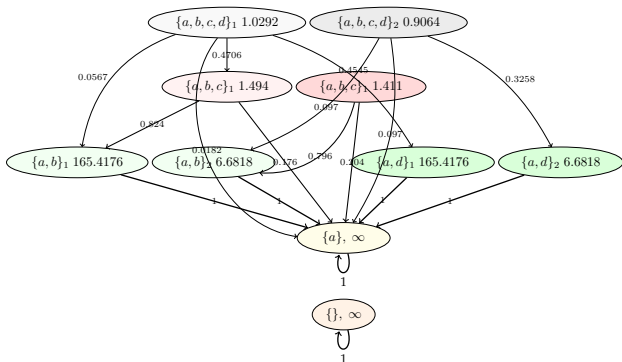 {a, b, c, d}₁ 1.0292
{a, b, c, d}₂ 0.9064
0.4706
0.4545
0.0567
0.3258
{a, b, c}₁ 1.494
{a, b, c}₁ 1.411
0.097
0.824
0.097
0.0182
0.796
{a, b}₁ 165.4176
{a, b}₂ 6.6818
0.176
0.204
{a, d}₁ 165.4176
{a, d}₂ 6.6818
1
1
1
1
{a}, ∞
1
{}, ∞
1